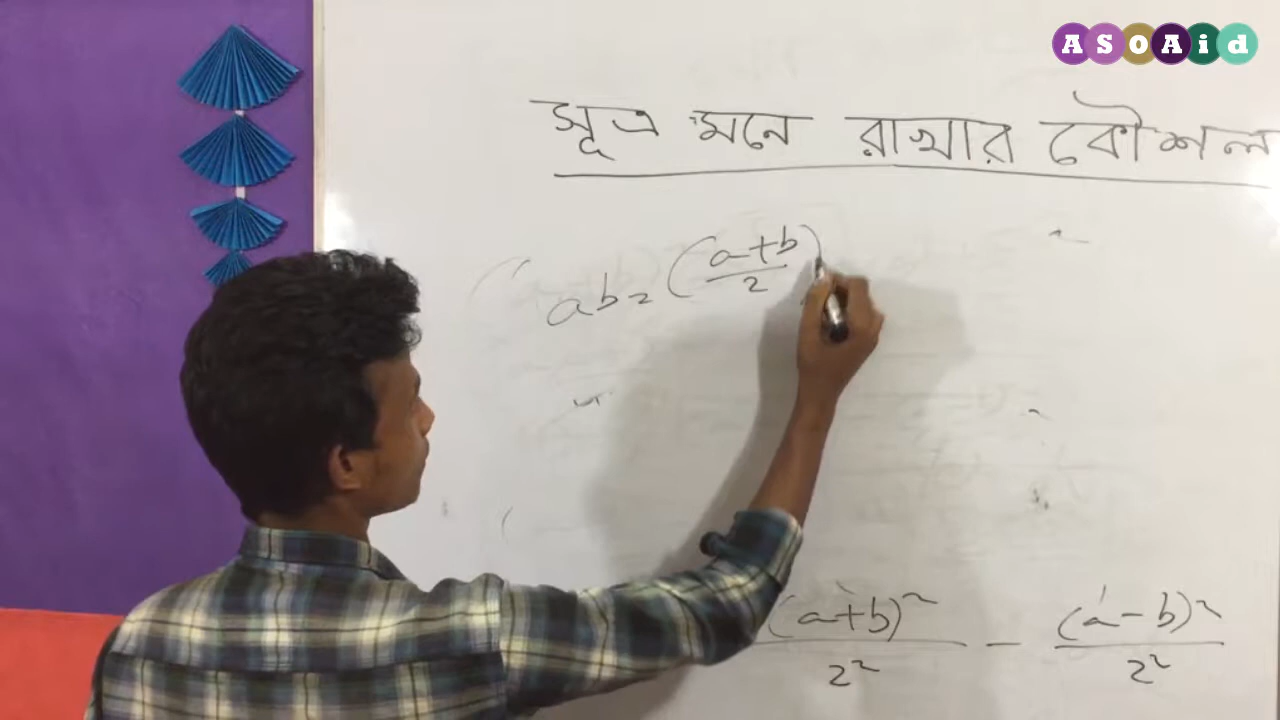 ASoAid
সূত্র মনে রাখার কৌশল
ab = (a+b/2)
(a+b)²/2² - (a-b)²/2²